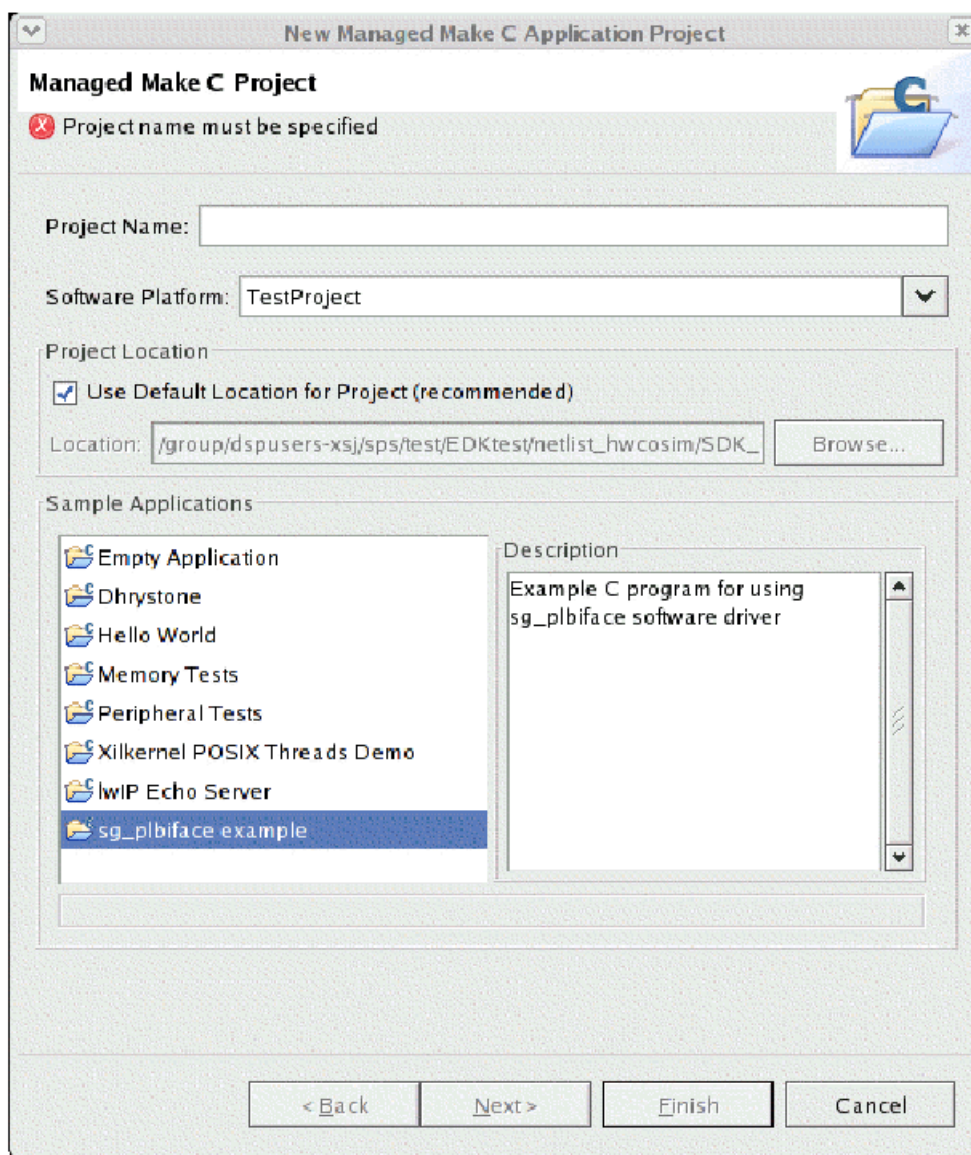 New Managed Make C Application Project
Managed Make C Project
Project name must be specified
Project Name:
Software Platform: TestProject
Project Location
Use Default Location for Project (recommended)
Location: /group/dspusers-xsj/sps/test/EDKtest/netlist_hwcosim/SDK_ Browse...
Sample Applications
Empty Application
Dhrystone
Hello World
Memory Tests
Peripheral Tests
Xilkernel POSIX Threads Demo
lwIP Echo Server
sg_plbiface example
Description
Example C program for using
sg_plbiface software driver
< Back Next > Finish Cancel